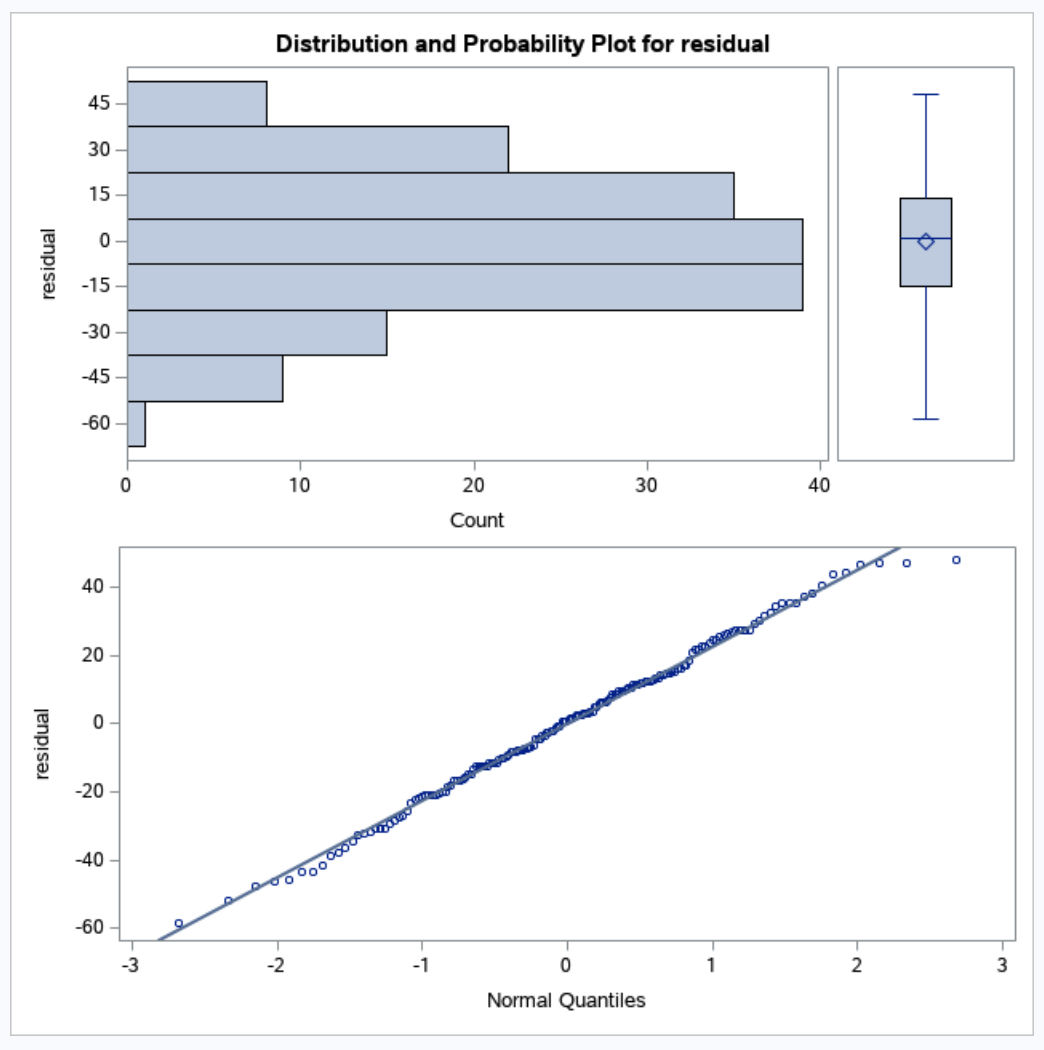 Distribution and Probability Plot for residual
45
30
15
0
-15
-30
-45
-60
residual
0 10 20 30 40
Count
40
20
0
-20
-40
-60
residual
-3 -2 -1 0 1 2 3
Normal Quantiles